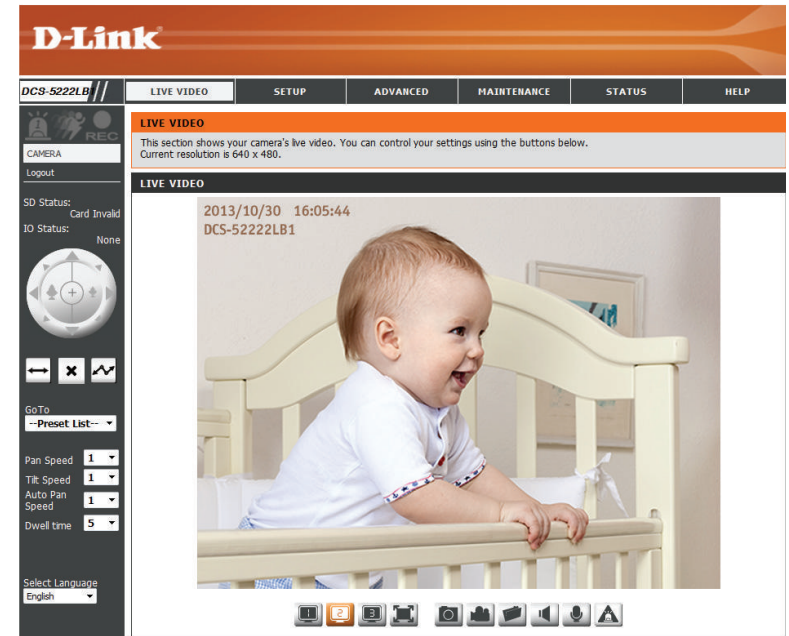 D-Link
DCS-5222LB1
LIVE VIDEO
SETUP
ADVANCED
MAINTENANCE
STATUS
HELP
REC
CAMERA
Logout
SD Status:
Card Invalid
IO Status:
None
GoTo
--Preset List--
Pan Speed 1
Tilt Speed 1
Auto Pan
Speed 1
Dwell time 5
Select Language
English
LIVE VIDEO
This section shows your camera's live video. You can control your settings using the buttons below.
Current resolution is 640 x 480.
LIVE VIDEO
2013/10/30 16:05:44
DCS-52222LB1
1
2
3